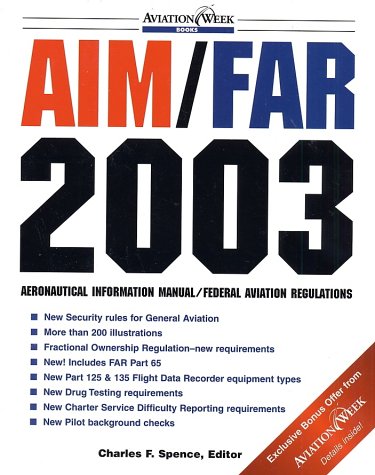 AVIATION WEEK
BOOKS
AIM/FAR
2003
AERONAUTICAL INFORMATION MANUAL/FEDERAL AVIATION REGULATIONS
New Security rules for General Aviation
More than 200 illustrations
Fractional Ownership Regulation–new requirements
New! Includes FAR Part 65
New Part 125 & 135 Flight Data Recorder equipment types
New Drug Testing requirements
New Charter Service Difficulty Reporting requirements
New Pilot background checks
Charles F. Spence, Editor
Exclusive Bonus Offer from
AVIATION WEEK
Details inside!